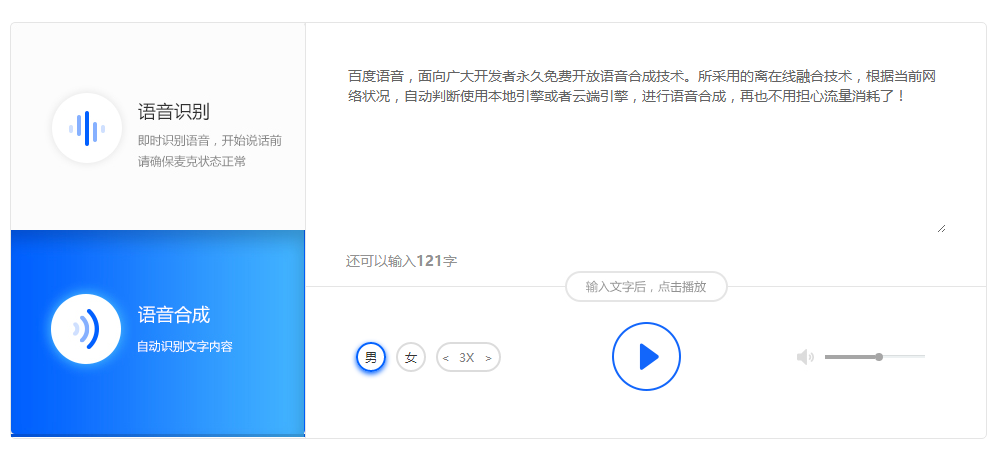 语音识别
即时识别语音，开始说话前
请确保麦克状态正常
语音合成
自动识别文字内容
百度语音，面向广大开发者永久免费开放语音合成技术。所采用的离在线融合技术，根据当前网
络状况，自动判断使用本地引擎或者云端引擎，进行语音合成，再也不用担心流量消耗了！
还可以输入121字
输入文字后，点击播放
男 女 < 3X >